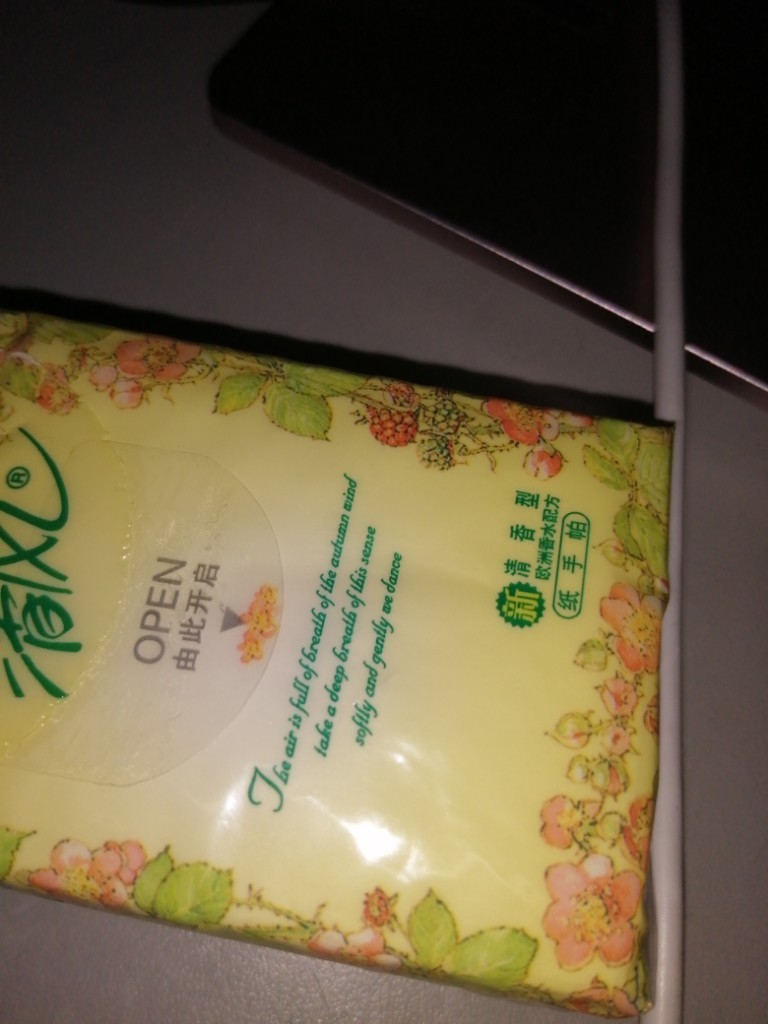 清风®
OPEN
由此开启
The air is full of breath of the autumn wind
take a deep breath of this sense
softly and gently we dance
新 清香型
欧洲香水配方
纸手帕